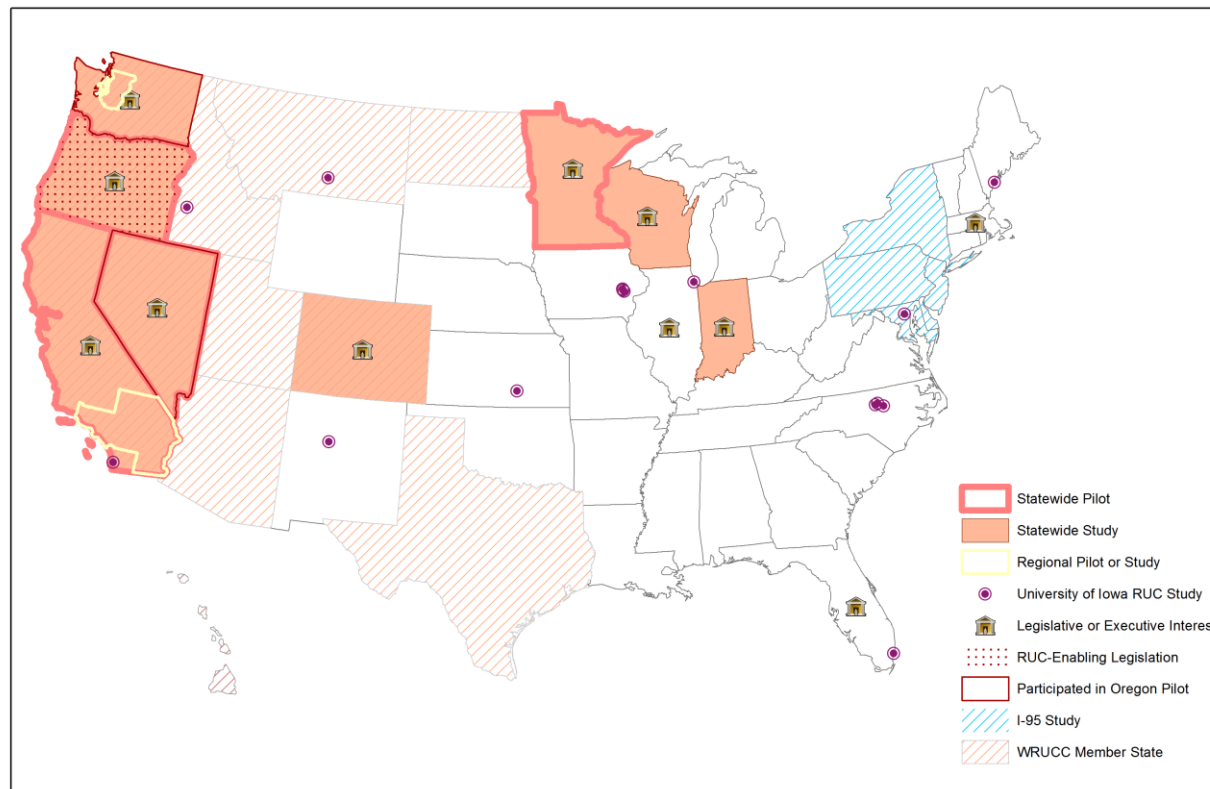 Statewide Pilot
Statewide Study
Regional Pilot or Study
University of Iowa RUC Study
Legislative or Executive Interes
RUC-Enabling Legislation
Participated in Oregon Pilot
I-95 Study
WRUCC Member State